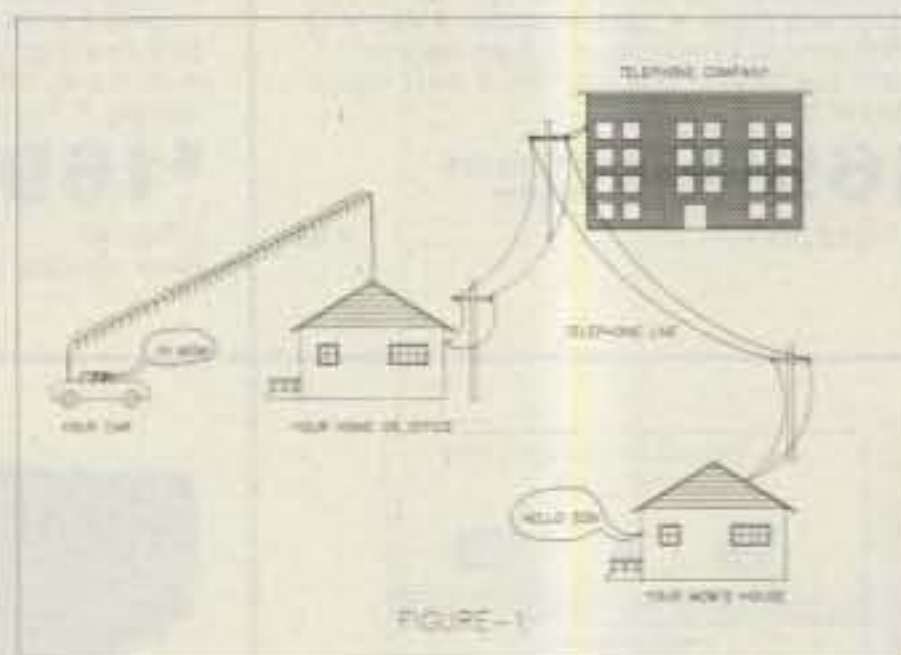 TELEPHONE COMPANY
TELEPHONE LINE
HI MOM
YOUR CAR
YOUR HOME OR OFFICE
HELLO SON
YOUR MOM'S HOUSE
FIGURE-1